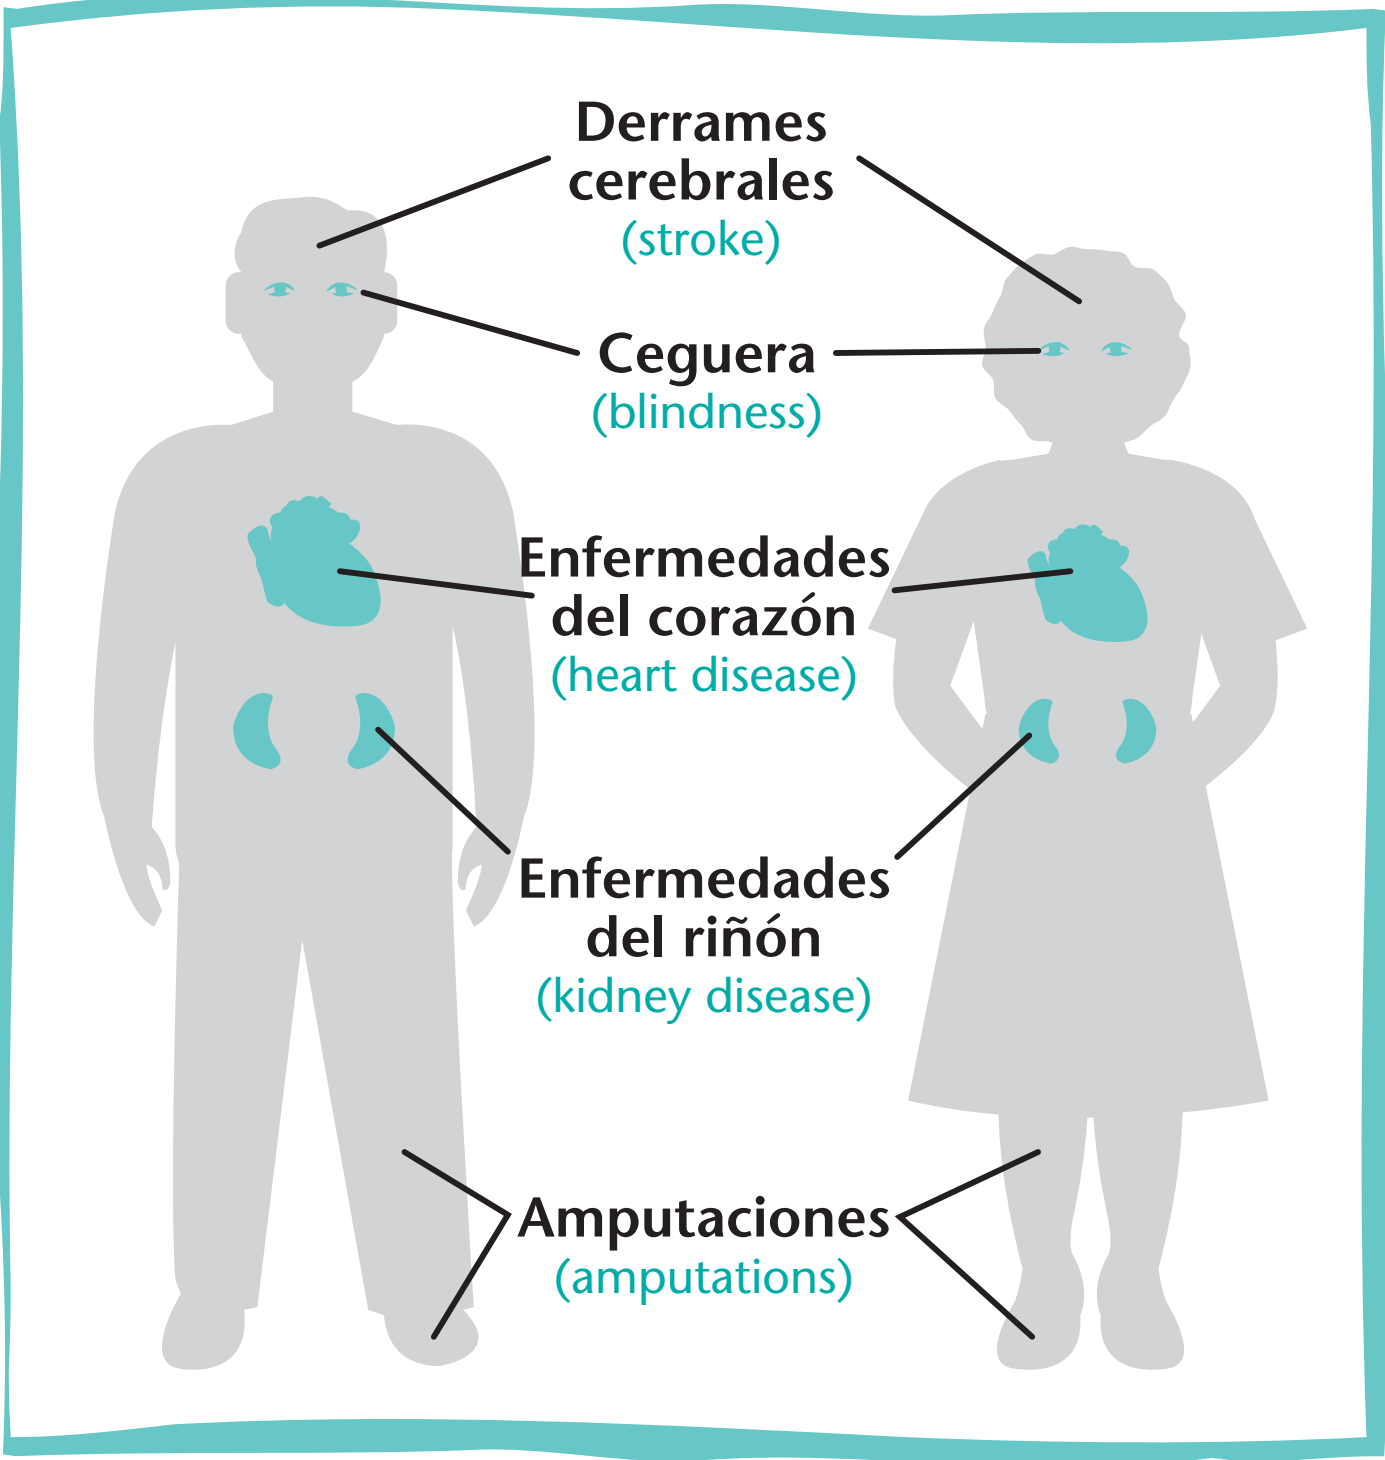 Derrames
cerebrales
(stroke)
Ceguera
(blindness)
Enfermedades
del corazón
(heart disease)
Enfermedades
del riñón
(kidney disease)
Amputaciones
(amputations)